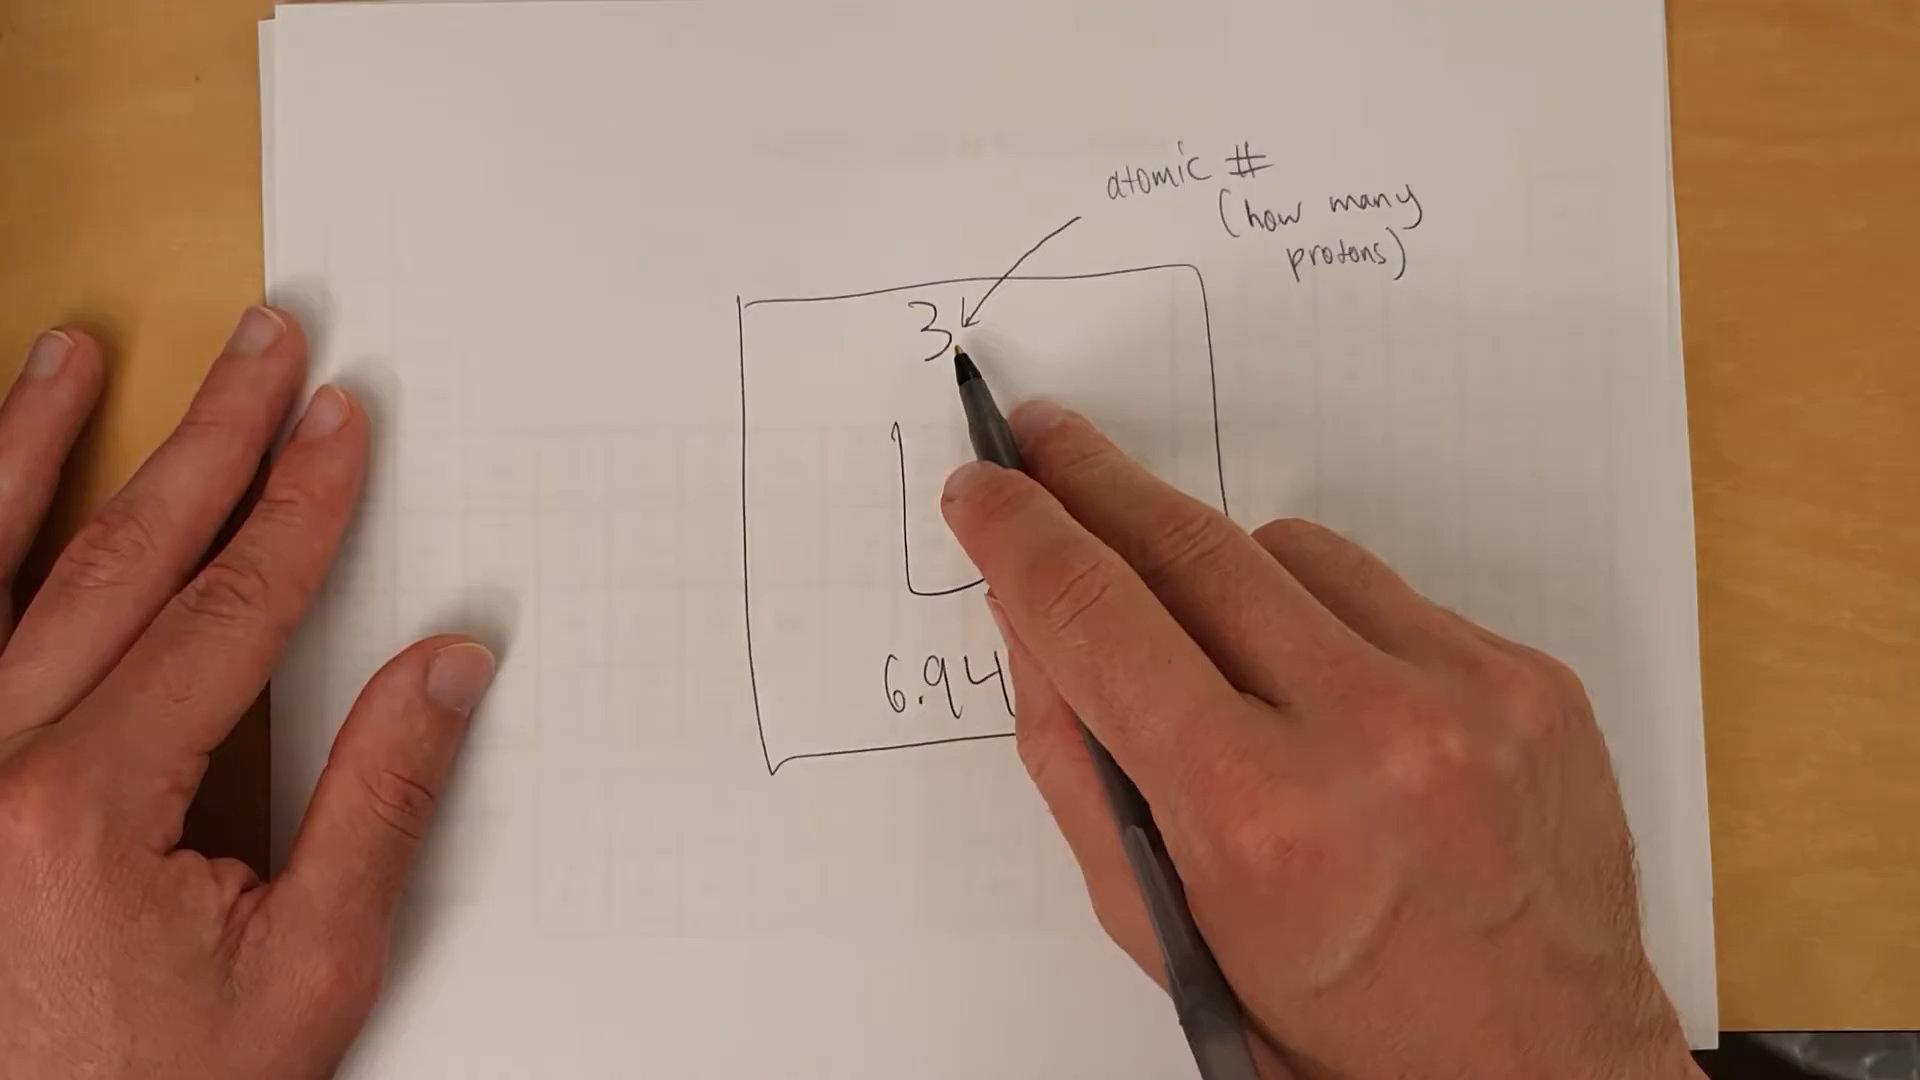 atomic #
(how many
protons)
3
L
6.94